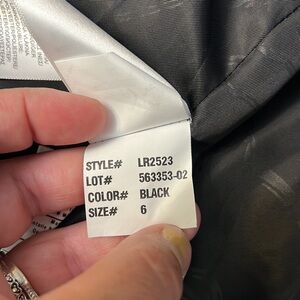 STYLE# LR2523
LOT# 563353-02
COLOR# BLACK
SIZE# 6